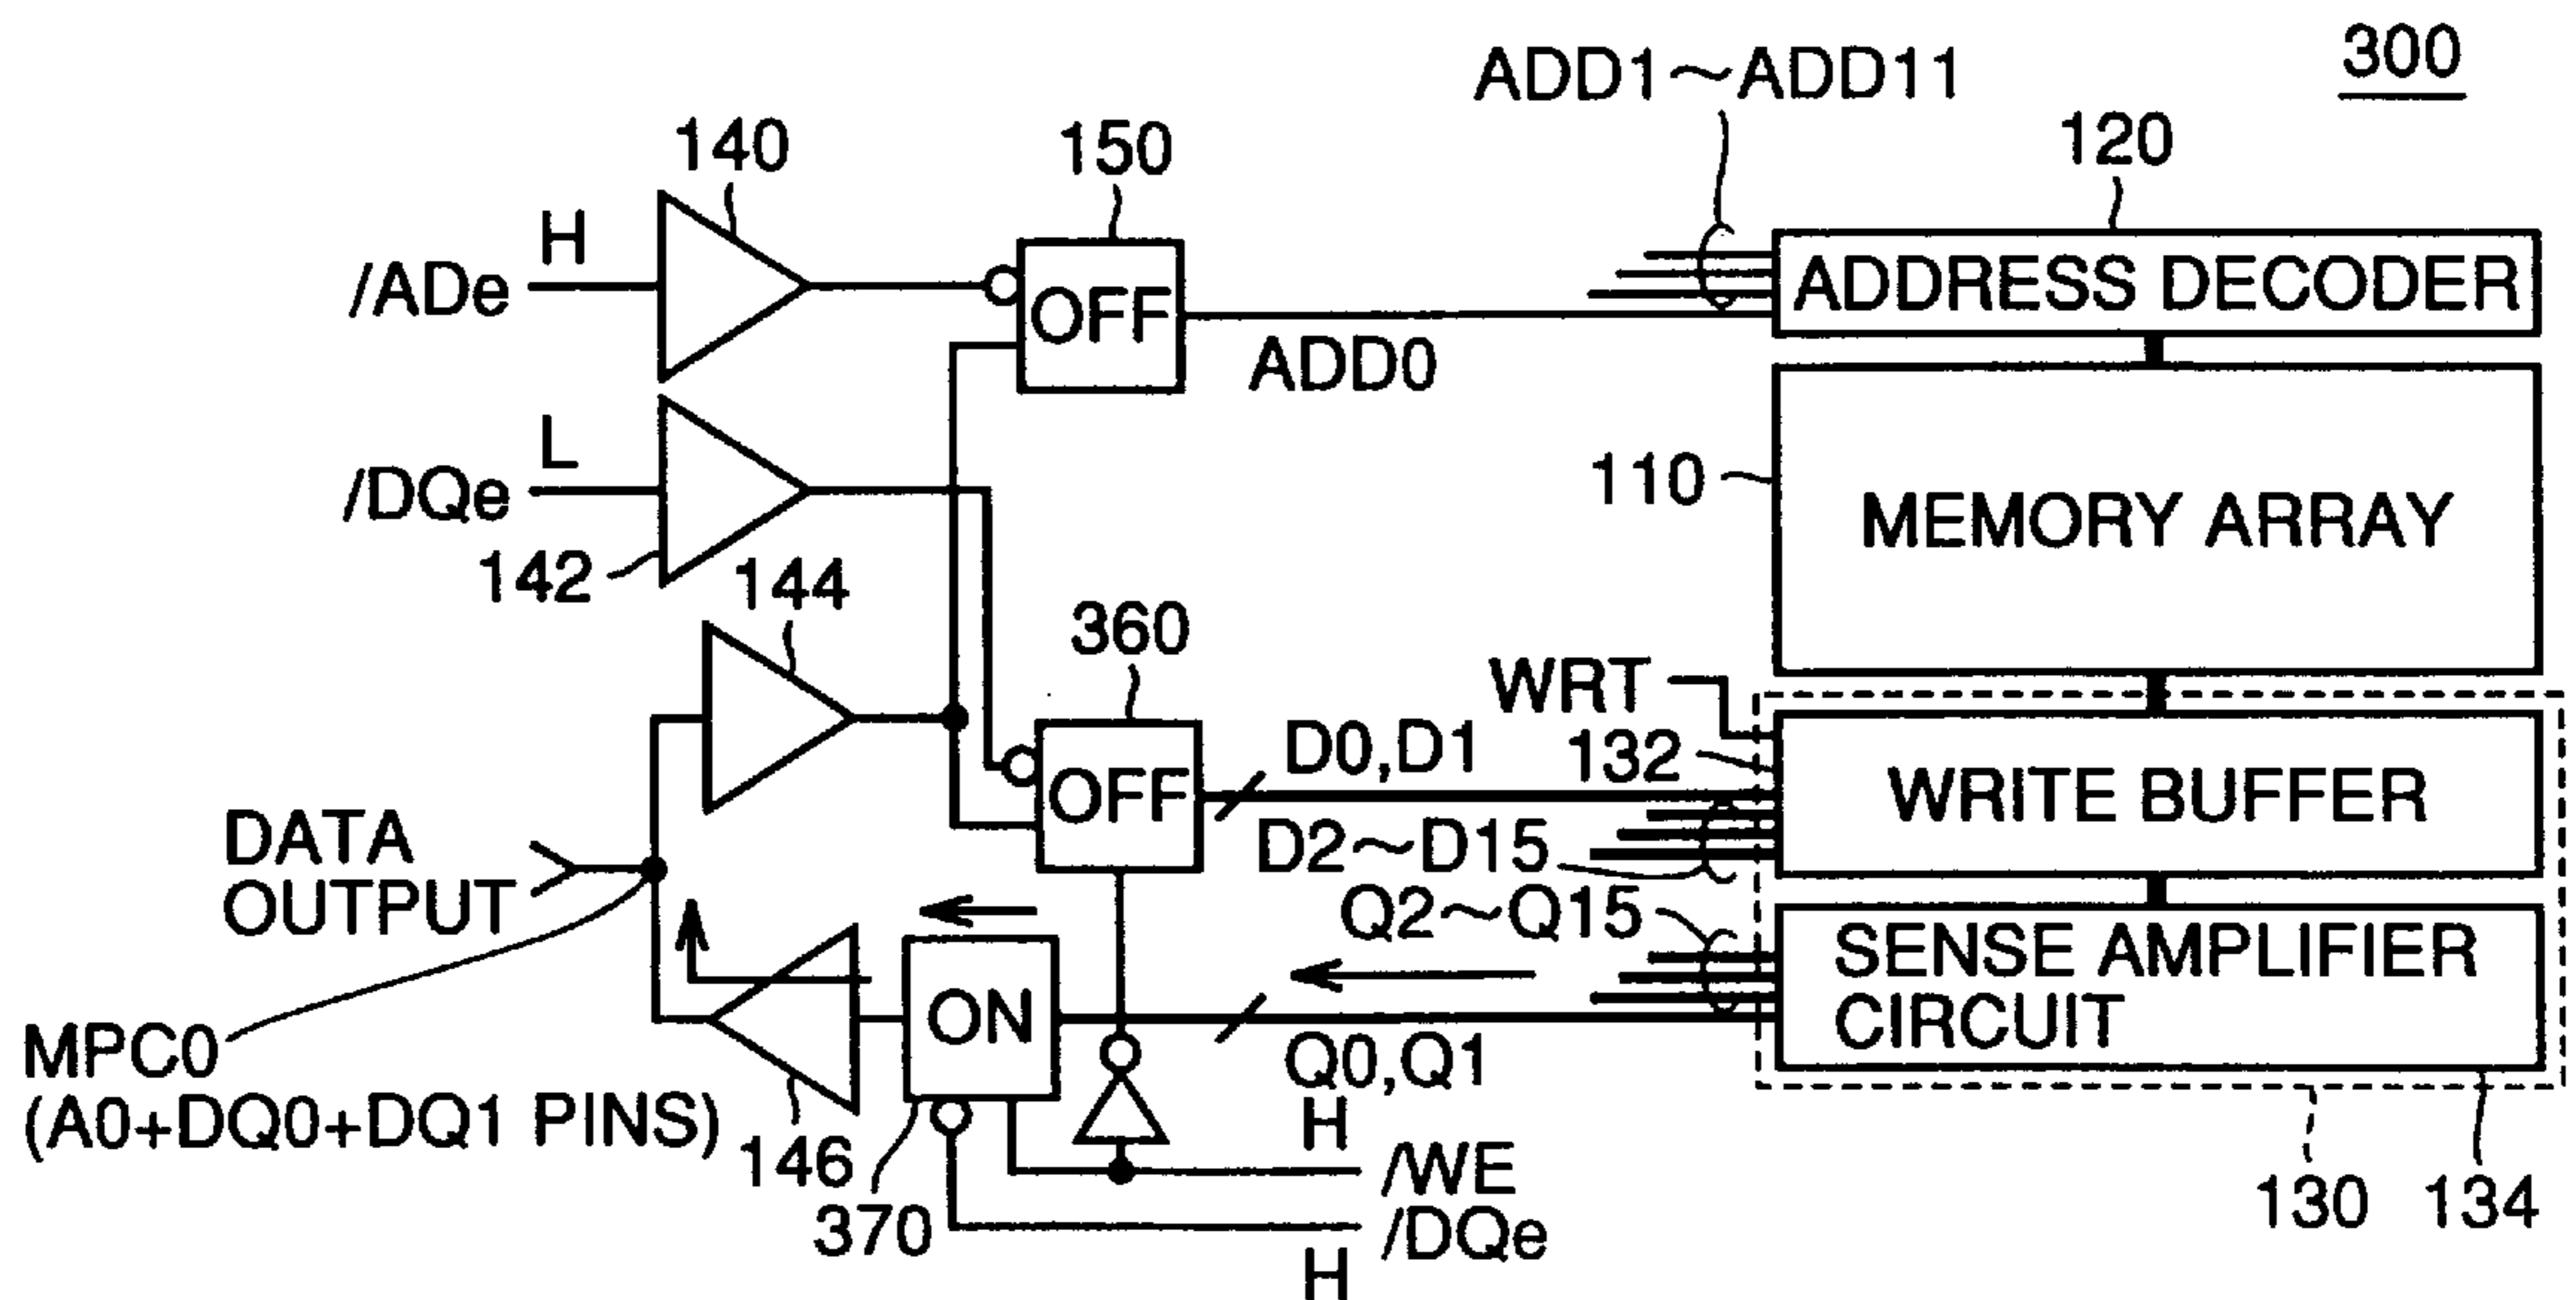 300
ADD1~ADD11
140
150
120
H
/ADe
OFF
ADDRESS DECODER
ADD0
L
/DQe
142
110
MEMORY ARRAY
144
360
WRT
132
D0,D1
OFF
WRITE BUFFER
D2~D15
DATA
OUTPUT
Q2~Q15
SENSE AMPLIFIER
CIRCUIT
ON
Q0,Q1
MPC0
(A0+DQ0+DQ1 PINS)
146
370
H
/WE
/DQe
H
130
134